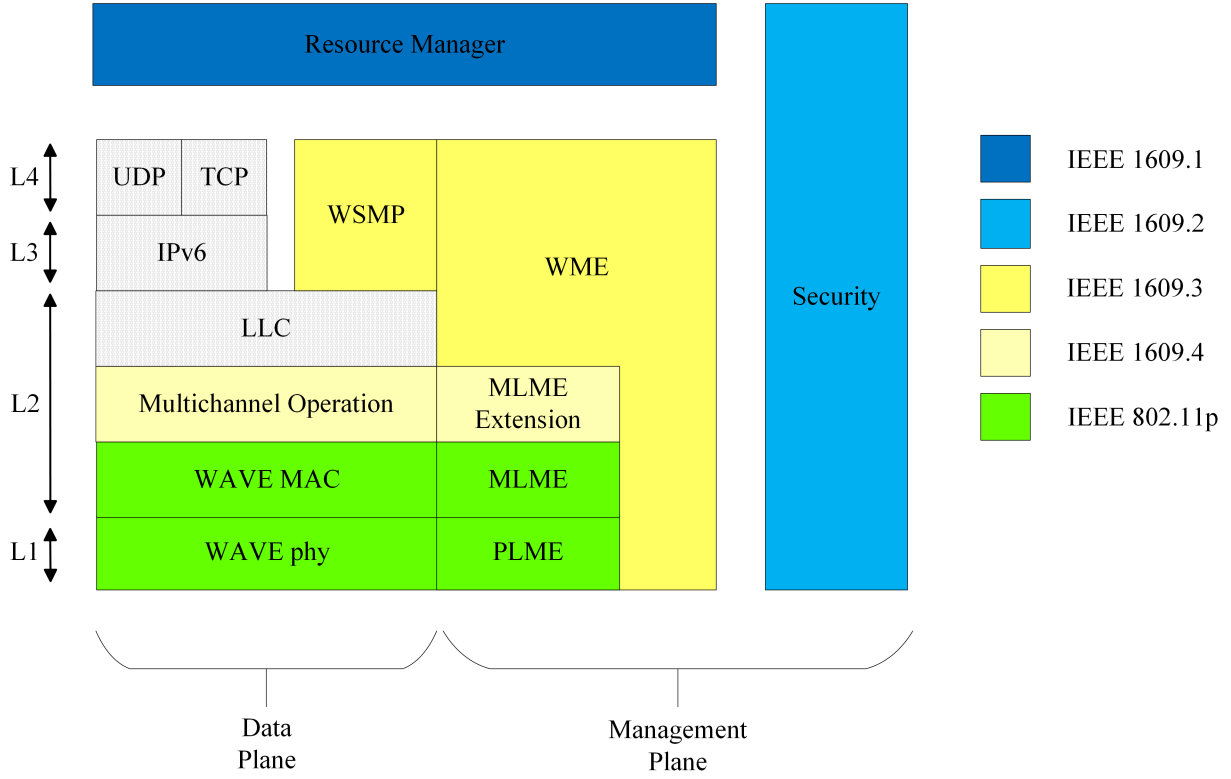 Resource Manager
L4
UDP
TCP
WSMP
L3
IPv6
WME
Security
LLC
L2
Multichannel Operation
MLME
Extension
WAVE MAC
MLME
L1
WAVE phy
PLME
Data
Plane
Management
Plane
IEEE 1609.1
IEEE 1609.2
IEEE 1609.3
IEEE 1609.4
IEEE 802.11p